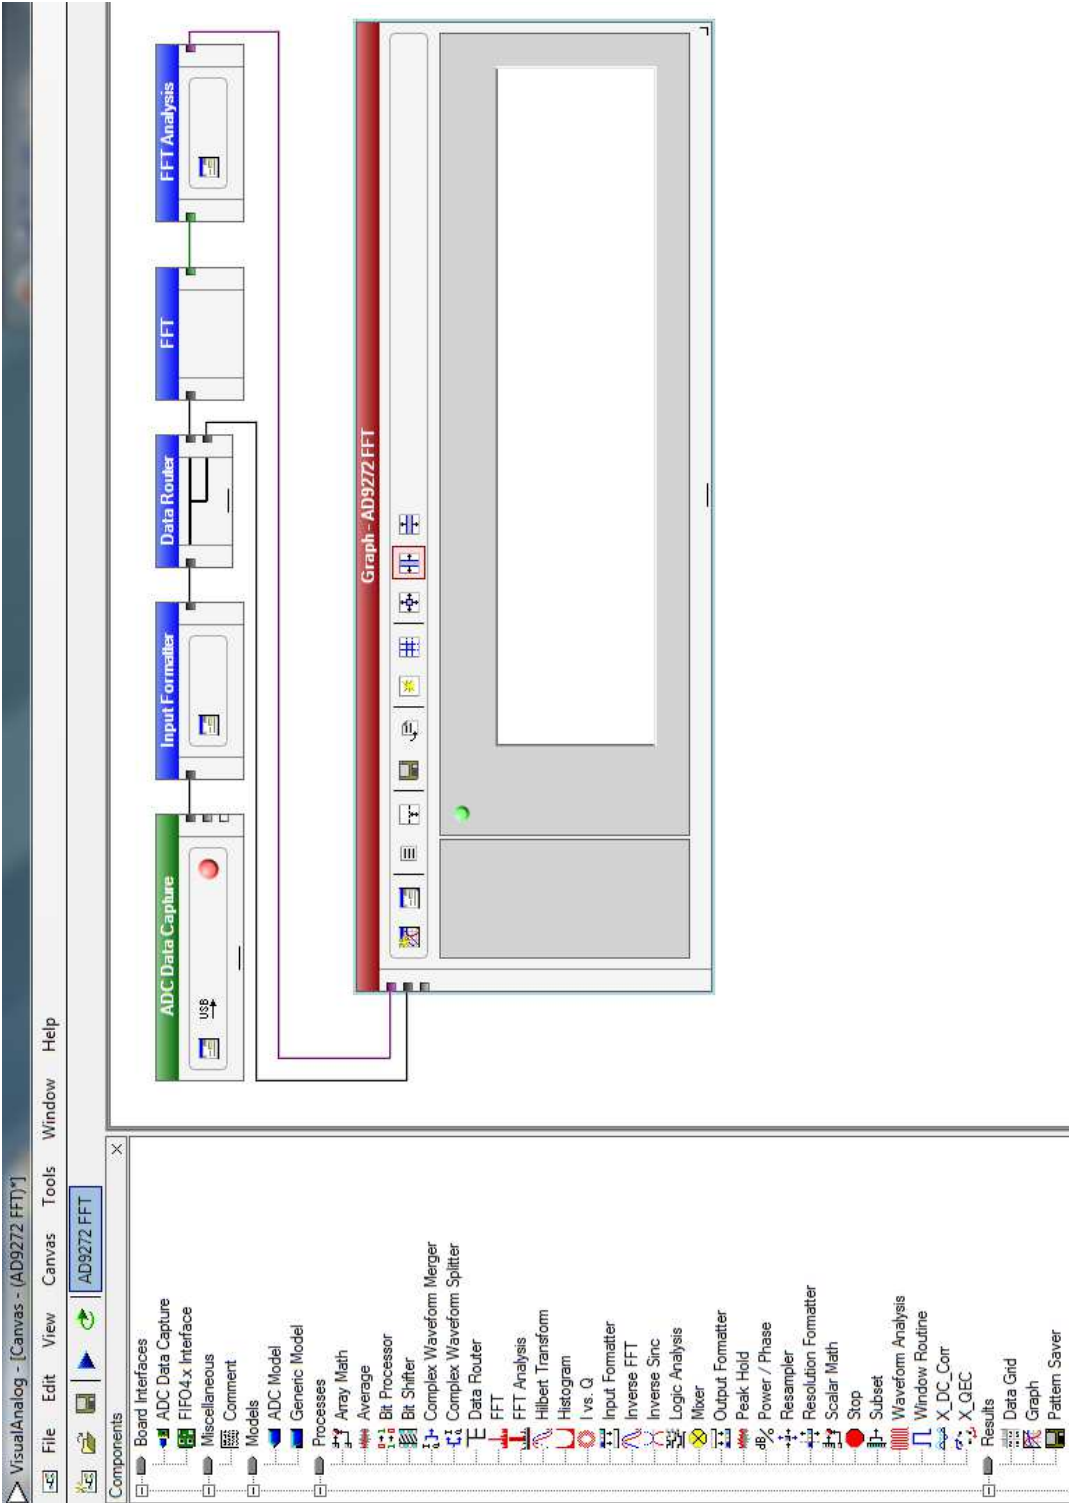 VisualAnalog - [Canvas - (AD9272 FFT)*]
File Edit View Canvas Tools Window Help
AD9272 FFT
Components
Board Interfaces
ADC Data Capture
FIFO4.x - Interface
Miscellaneous
Comment
Models
ADC Model
Generic Model
Processes
Array Math
Average
Bit Processor
Bit Shifter
Complex Waveform Merger
Complex Waveform Splitter
Data Router
FFT
FFT Analysis
Hilbert Transform
Histogram
I vs. Q
Input Formatter
Inverse FFT
Inverse Sinc
Logic Analysis
Mixer
Output Formatter
Peak Hold
Power / Phase
Resampler
Resolution Formatter
Scalar Math
Stop
Subset
Waveform Analysis
Window Routine
X_DC_Corr
X_QEC
Results
Data Grid
Graph
Pattern Saver
ADC Data Capture
USB
Input Formatter
Data Router
FFT
FFT Analysis
Graph - AD9272 FFT